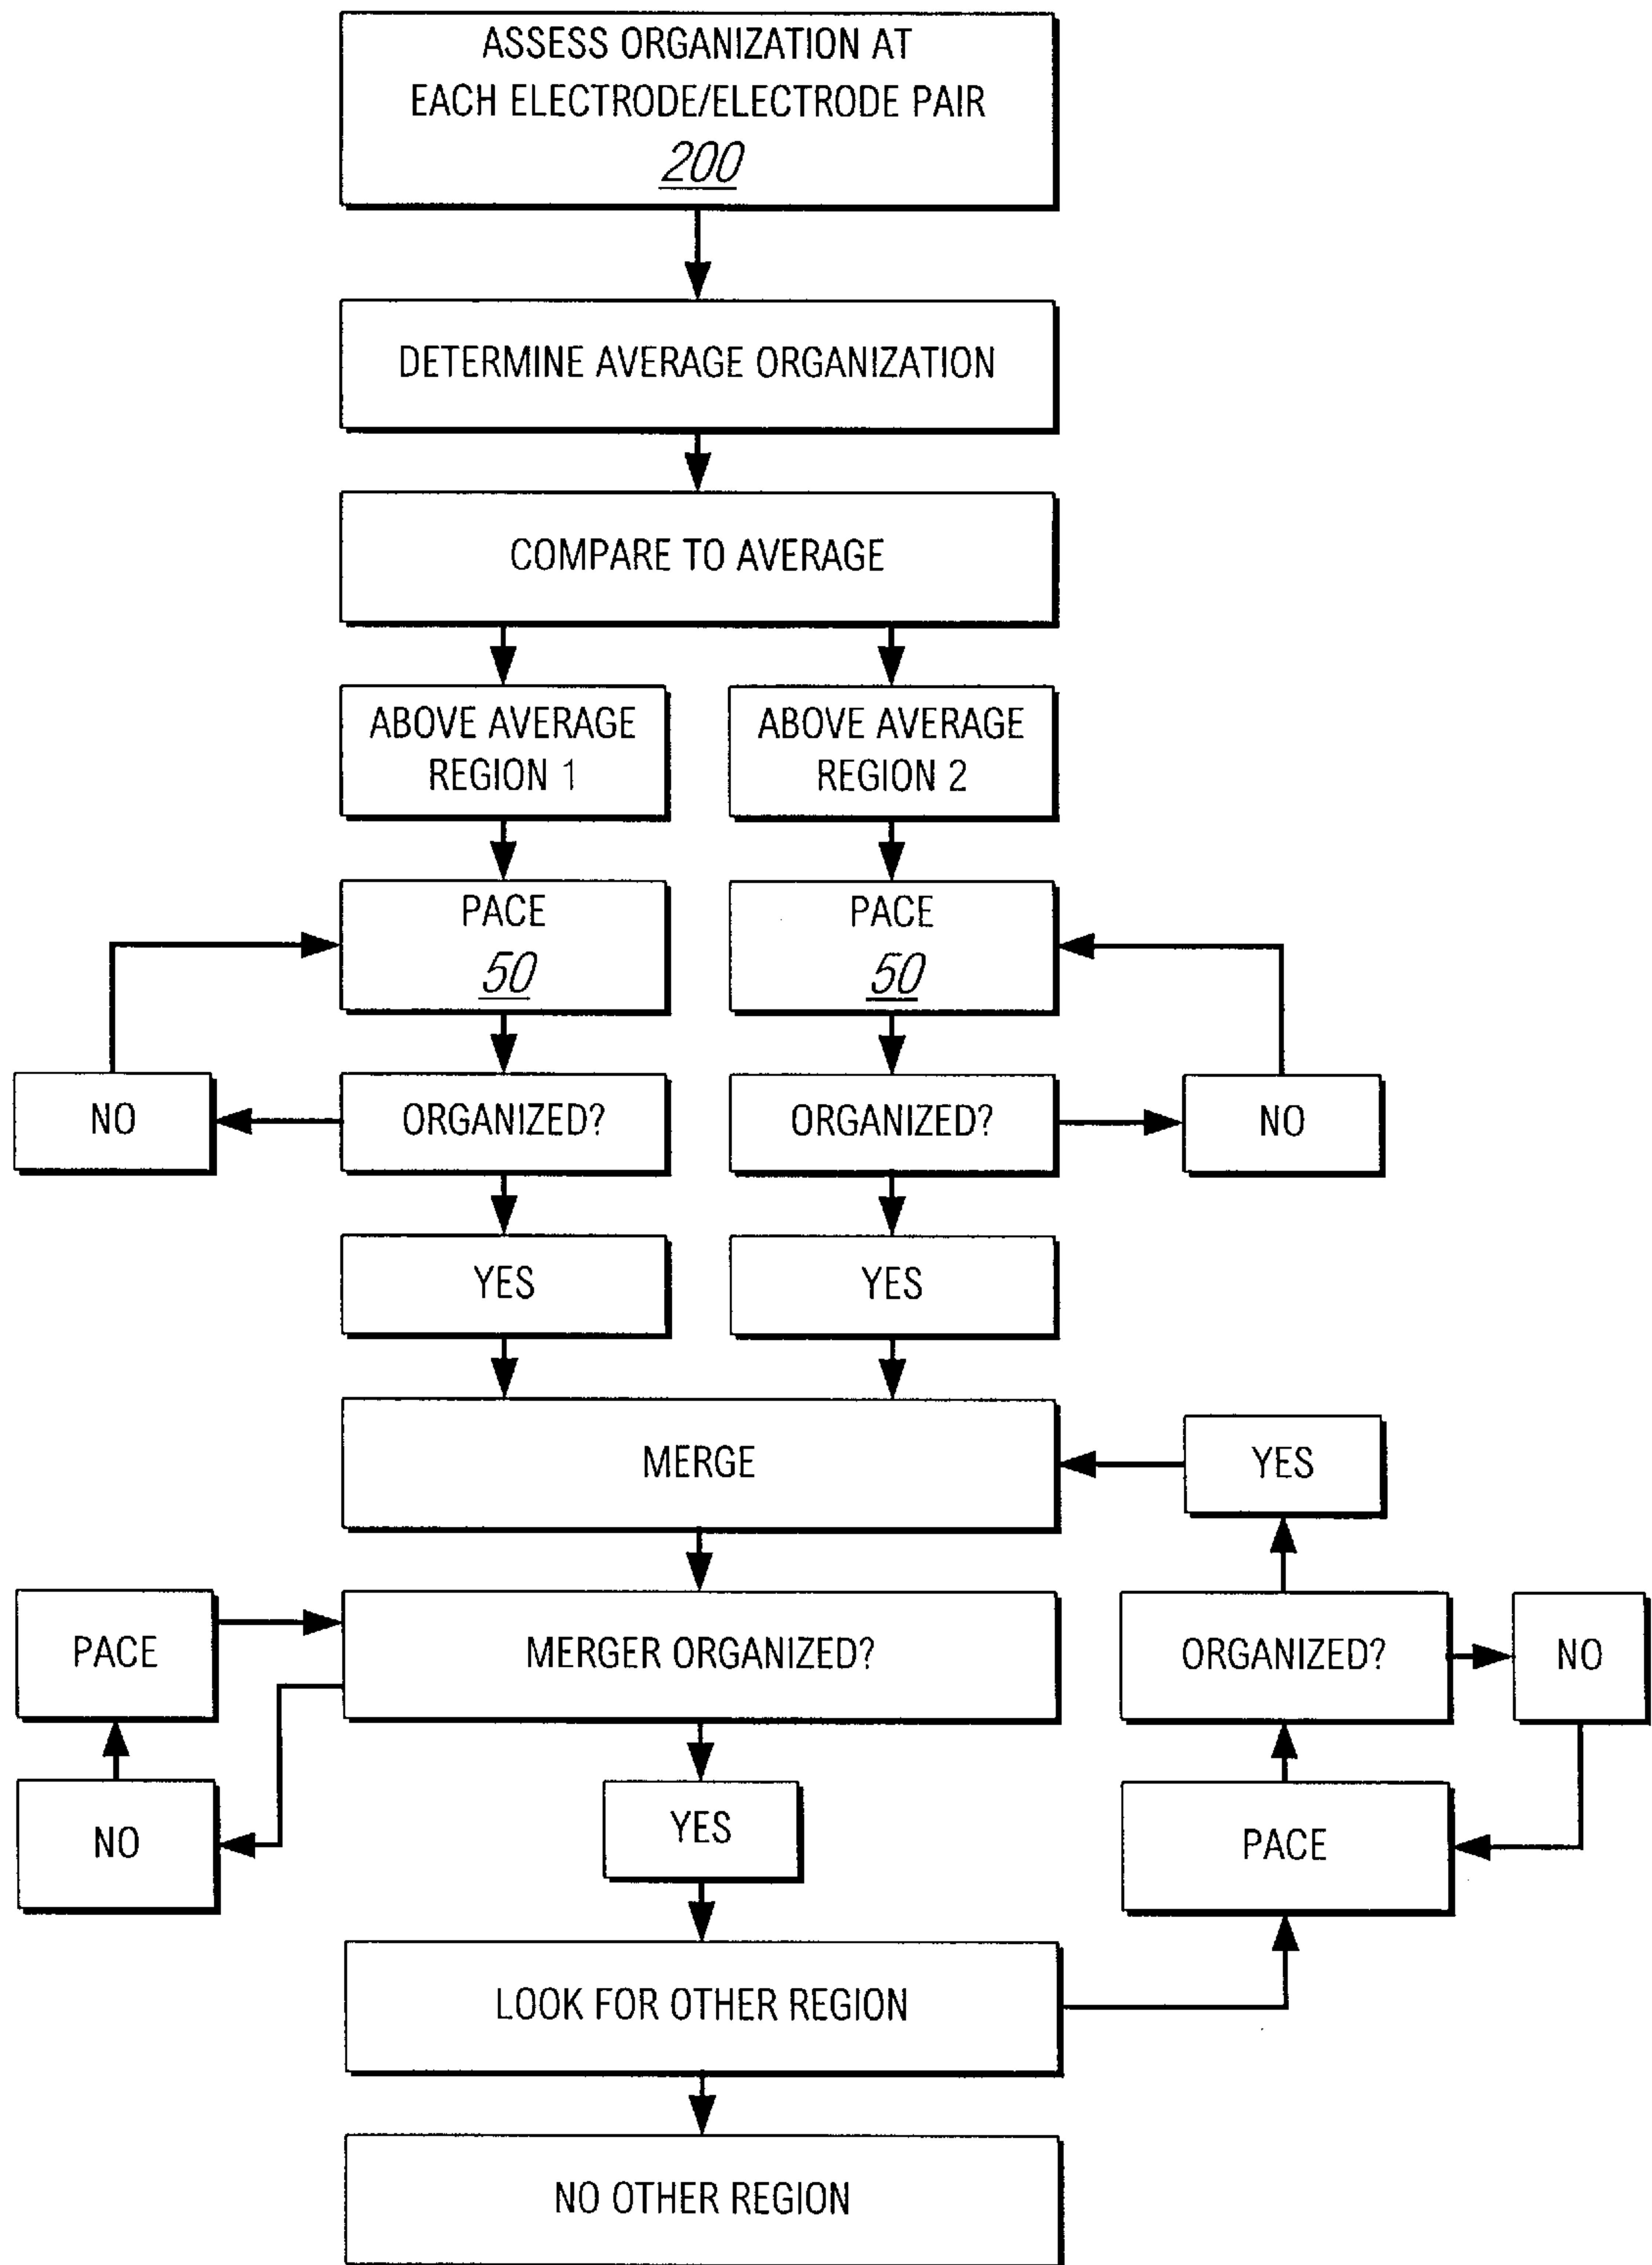 ASSESS ORGANIZATION AT
EACH ELECTRODE/ELECTRODE PAIR
200
DETERMINE AVERAGE ORGANIZATION
COMPARE TO AVERAGE
ABOVE AVERAGE
REGION 1
ABOVE AVERAGE
REGION 2
PACE
50
PACE
50
NO
ORGANIZED?
ORGANIZED?
NO
YES
YES
MERGE
YES
PACE
MERGER ORGANIZED?
ORGANIZED?
NO
NO
YES
PACE
LOOK FOR OTHER REGION
NO OTHER REGION